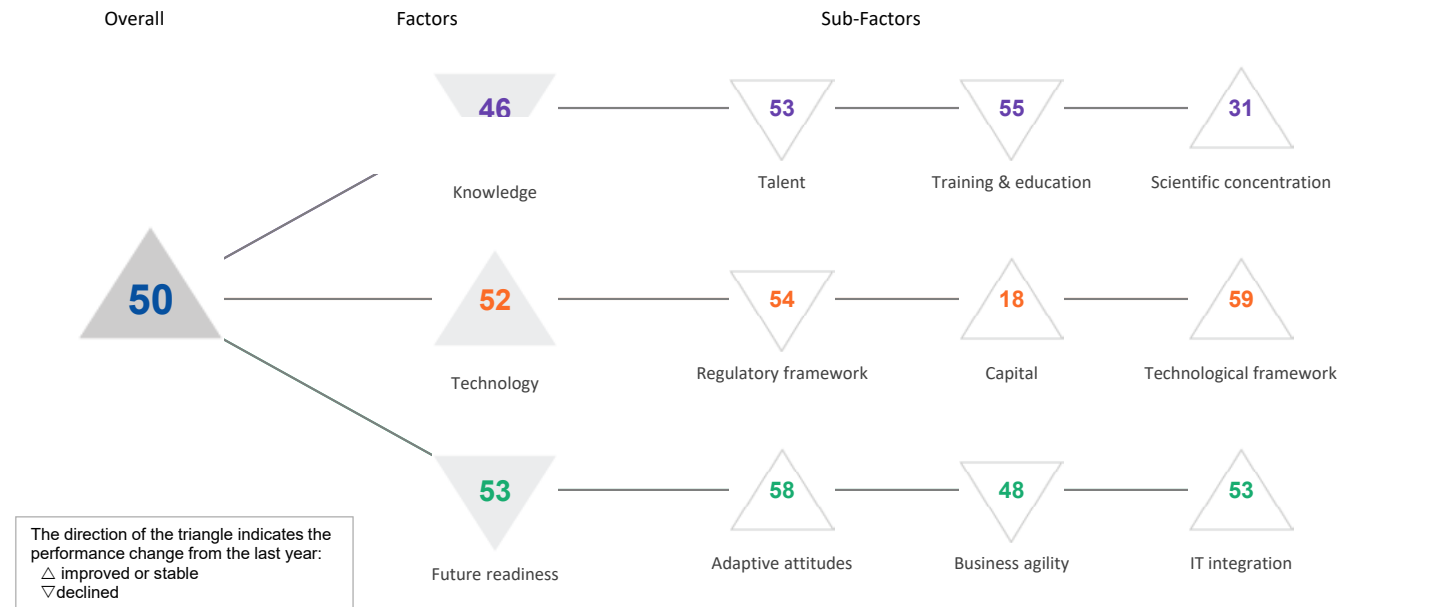 Overall
Factors
Sub-Factors
46
53
55
31
Knowledge
Talent
Training & education
Scientific concentration
50
52
54
18
59
Technology
Regulatory framework
Capital
Technological framework
53
58
48
53
Future readiness
Adaptive attitudes
Business agility
IT integration
The direction of the triangle indicates the
performance change from the last year:
△ improved or stable
▽declined